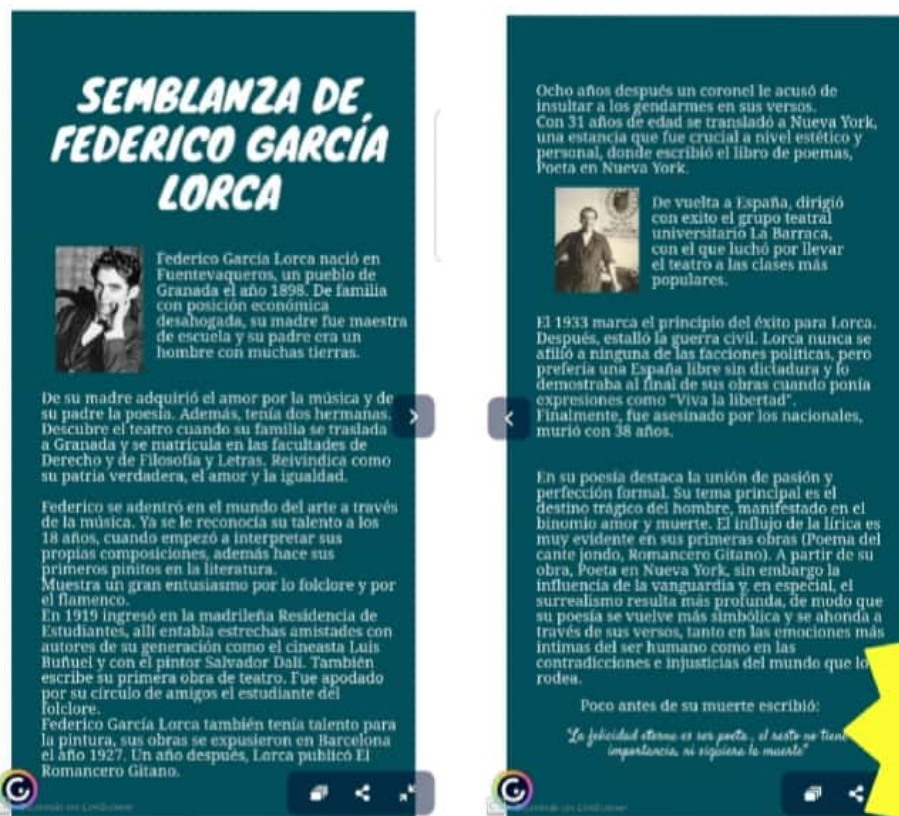 SEMBLANZA DE
FEDERICO GARCÍA
LORCA
Federico García Lorca nació en
Fuentevaqueros, un pueblo de
Granada el año 1898. De familia
con posición económica
desahogada, su madre fue maestra
de escuela y su padre era un
hombre con muchas tierras.
De su madre adquirió el amor por la música y de
su padre la poesía. Además, tenía dos hermanas.
Descubre el teatro cuando su familia se traslada
a Granada y se matricula en las facultades de
Derecho y de Filosofía y Letras. Reivindica como
su patria verdadera, el amor y la igualdad.
Federico se adentró en el mundo del arte a través
de la música. Ya se le reconocía su talento a los
18 años, cuando empezó a interpretar sus
propias composiciones, además hace sus
primeros pinitos en la literatura.
Muestra un gran entusiasmo por lo folclore y por
el flamenco.
En 1919 ingresó en la madrileña Residencia de
Estudiantes, allí entabla estrechas amistades con
autores de su generación como el cineasta Luis
Buñuel y con el pintor Salvador Dalí. También
escribe su primera obra de teatro. Fue apodado
por su círculo de amigos el estudiante del
folclore.
Federico García Lorca también tenía talento para
la pintura, sus obras se expusieron en Barcelona
el año 1927. Un año después, Lorca publicó El
Romancero Gitano.
Ocho años después un coronel le acusó de
insultar a los gendarmes en sus versos.
Con 31 años de edad se transladó a Nueva York,
una estancia que fue crucial a nivel estético y
personal, donde escribió el libro de poemas,
Poeta en Nueva York.
De vuelta a España, dirigió
con exito el grupo teatral
universitario La Barraca,
con el que luchó por llevar
el teatro a las clases más
populares.
El 1933 marca el principio del éxito para Lorca.
Después, estalló la guerra civil. Lorca nunca se
afilió a ninguna de las facciones políticas, pero
prefería una España libre sin dictadura y lo
demostraba al final de sus obras cuando ponía
expresiones como "Viva la libertad".
Finalmente, fue asesinado por los nacionales,
murió con 38 años.
En su poesía destaca la unión de pasión y
perfección formal. Su tema principal es el
destino trágico del hombre, manifestado en el
binomio amor y muerte. El influjo de la lírica es
muy evidente en sus primeras obras (Poema del
cante jondo, Romancero Gitano). A partir de su
obra, Poeta en Nueva York, sin embargo la
influencia de la vanguardia y, en especial, el
surrealismo resulta más profunda, de modo que
su poesía se vuelve más simbólica y se ahonda a
través de sus versos, tanto en las emociones más
íntimas del ser humano como en las
contradicciones e injusticias del mundo que lo
rodea.
Poco antes de su muerte escribió:
"La felicidad eterna es ser poeta., el resto no tiene
importancia, ni siquiera la muerte"